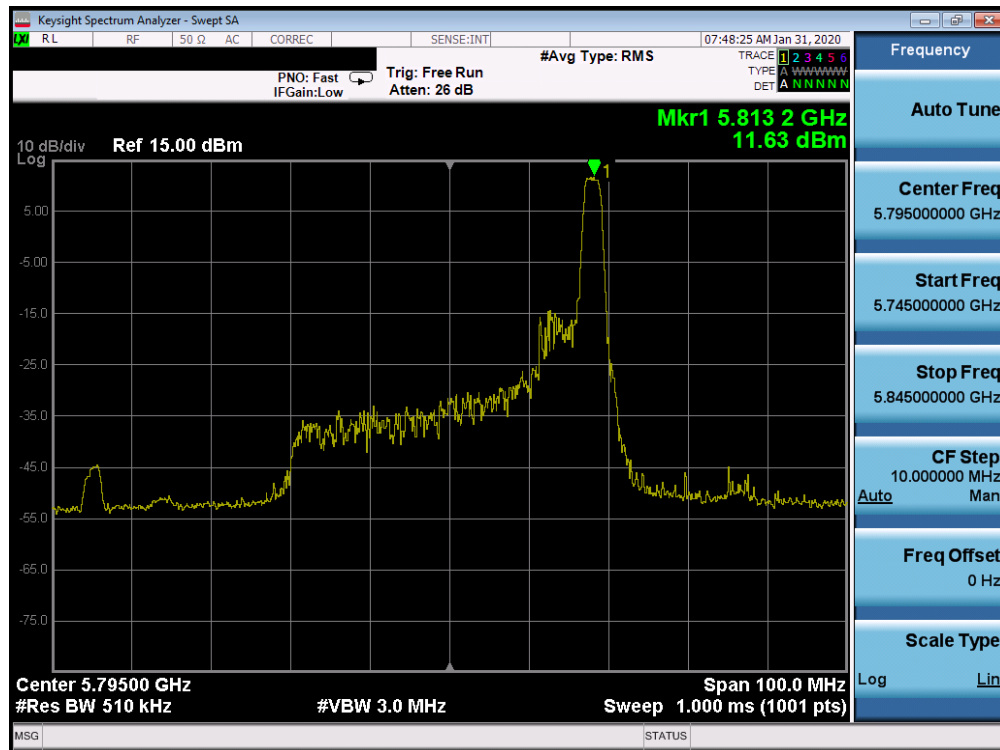 Keysight Spectrum Analyzer - Swept SA
LXI RL RF 50 Ω AC CORREC SENSE:INT 07:48:25 AM Jan 31, 2020
#Avg Type: RMS
TRACE 1 2 3 4 5 6
PNO: Fast Trig: Free Run
TYPE A WWWWW
IFGain:Low Atten: 26 dB
DET A N N N N N
Mkr1 5.813 2 GHz
11.63 dBm
10 dB/div Ref 15.00 dBm
Log
1
5.00
-5.00
-15.0
-25.0
-35.0
-45.0
-55.0
-65.0
-75.0
Center 5.79500 GHz Span 100.0 MHz
#Res BW 510 kHz #VBW 3.0 MHz Sweep 1.000 ms (1001 pts)
MSG STATUS
Frequency
Auto Tune
Center Freq
5.795000000 GHz
Start Freq
5.745000000 GHz
Stop Freq
5.845000000 GHz
CF Step
10.000000 MHz
Auto Man
Freq Offset
0 Hz
Scale Type
Log Lin